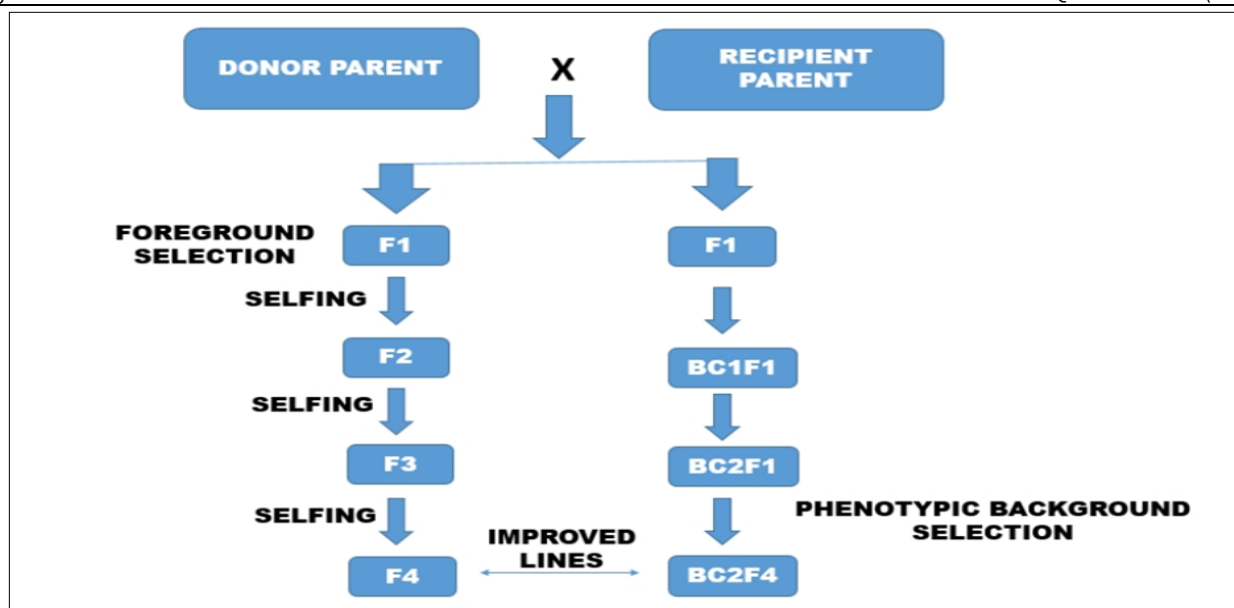 DONOR PARENT
X
RECIPIENT
PARENT
FOREGROUND
SELECTION
F1
F1
SELFING
F2
BC1F1
SELFING
F3
BC2F1
SELFING
PHENOTYPIC BACKGROUND
SELECTION
IMPROVED
LINES
F4
BC2F4